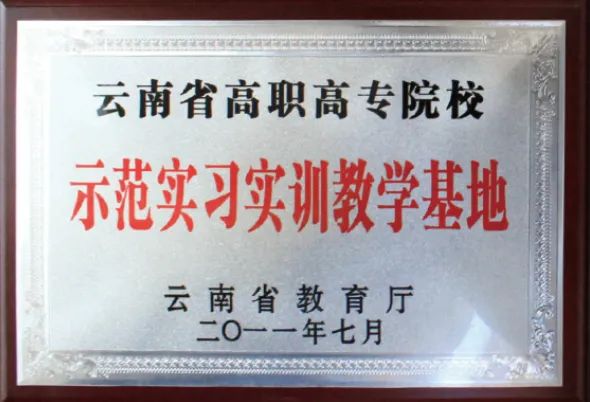 云南省高职高专院校
示范实习实训教学基地
云南省教育厅
二〇一一年七月